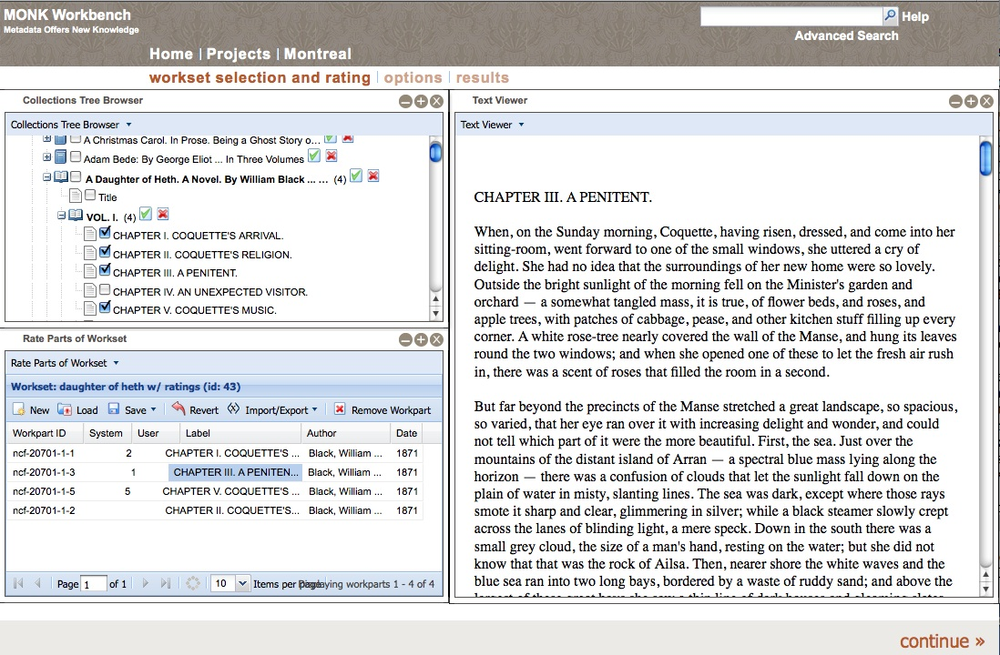 MONK Workbench
Metadata Offers New Knowledge
Help
Advanced Search
Home | Projects | Montreal
workset selection and rating | options | results
Collections Tree Browser
Collections Tree Browser
A Christmas Carol. In Prose. Being a Ghost Story o...
Adam Bede: By George Eliot ... In Three Volumes
A Daughter of Heth. A Novel. By William Black ... ... (4)
Title
VOL. I. (4)
CHAPTER I. COQUETTE'S ARRIVAL.
CHAPTER II. COQUETTE'S RELIGION.
CHAPTER III. A PENITENT.
CHAPTER IV. AN UNEXPECTED VISITOR.
CHAPTER V. COQUETTE'S MUSIC.
Rate Parts of Workset
Rate Parts of Workset
Workset: daughter of heth w/ ratings (id: 43)
New Load Save Revert Import/Export Remove Workpart
Workpart ID System User Label Author Date
ncf-20701-1-1 2 CHAPTER I. COQUETTE'S ... Black, William ... 1871
ncf-20701-1-3 1 CHAPTER III. A PENITEN... Black, William ... 1871
ncf-20701-1-5 5 CHAPTER V. COQUETTE'S ... Black, William ... 1871
ncf-20701-1-2 CHAPTER II. COQUETTE'S... Black, William ... 1871
Page 1 of 1 10 Items per page Displaying workparts 1 - 4 of 4
Text Viewer
Text Viewer
CHAPTER III. A PENITENT.
When, on the Sunday morning, Coquette, having risen, dressed, and come into her
sitting-room, went forward to one of the small windows, she uttered a cry of
delight. She had no idea that the surroundings of her new home were so lovely.
Outside the bright sunlight of the morning fell on the Minister's garden and
orchard — a somewhat tangled mass, it is true, of flower beds, and roses, and
apple trees, with patches of cabbage, pease, and other kitchen stuff filling up every
corner. A white rose-tree nearly covered the wall of the Manse, and hung its leaves
round the two windows; and when she opened one of these to let the fresh air rush
in, there was a scent of roses that filled the room in a second.
But far beyond the precincts of the Manse stretched a great landscape, so spacious,
so varied, that her eye ran over it with increasing delight and wonder, and could
not tell which part of it were the more beautiful. First, the sea. Just over the
mountains of the distant island of Arran — a spectral blue mass lying along the
horizon — there was a confusion of clouds that let the sunlight fall down on the
plain of water in misty, slanting lines. The sea was dark, except where those rays
smote it sharp and clear, glimmering in silver; while a black steamer slowly crept
across the lanes of blinding light, a mere speck. Down in the south there was a
small grey cloud, the size of a man's hand, resting on the water; but she did not
know that that was the rock of Ailsa. Then, nearer shore the white waves and the
blue sea ran into two long bays, bordered by a waste of ruddy sand; and above the
largest of these great bays she saw a thin line of dark houses and gleaming slates
continue »